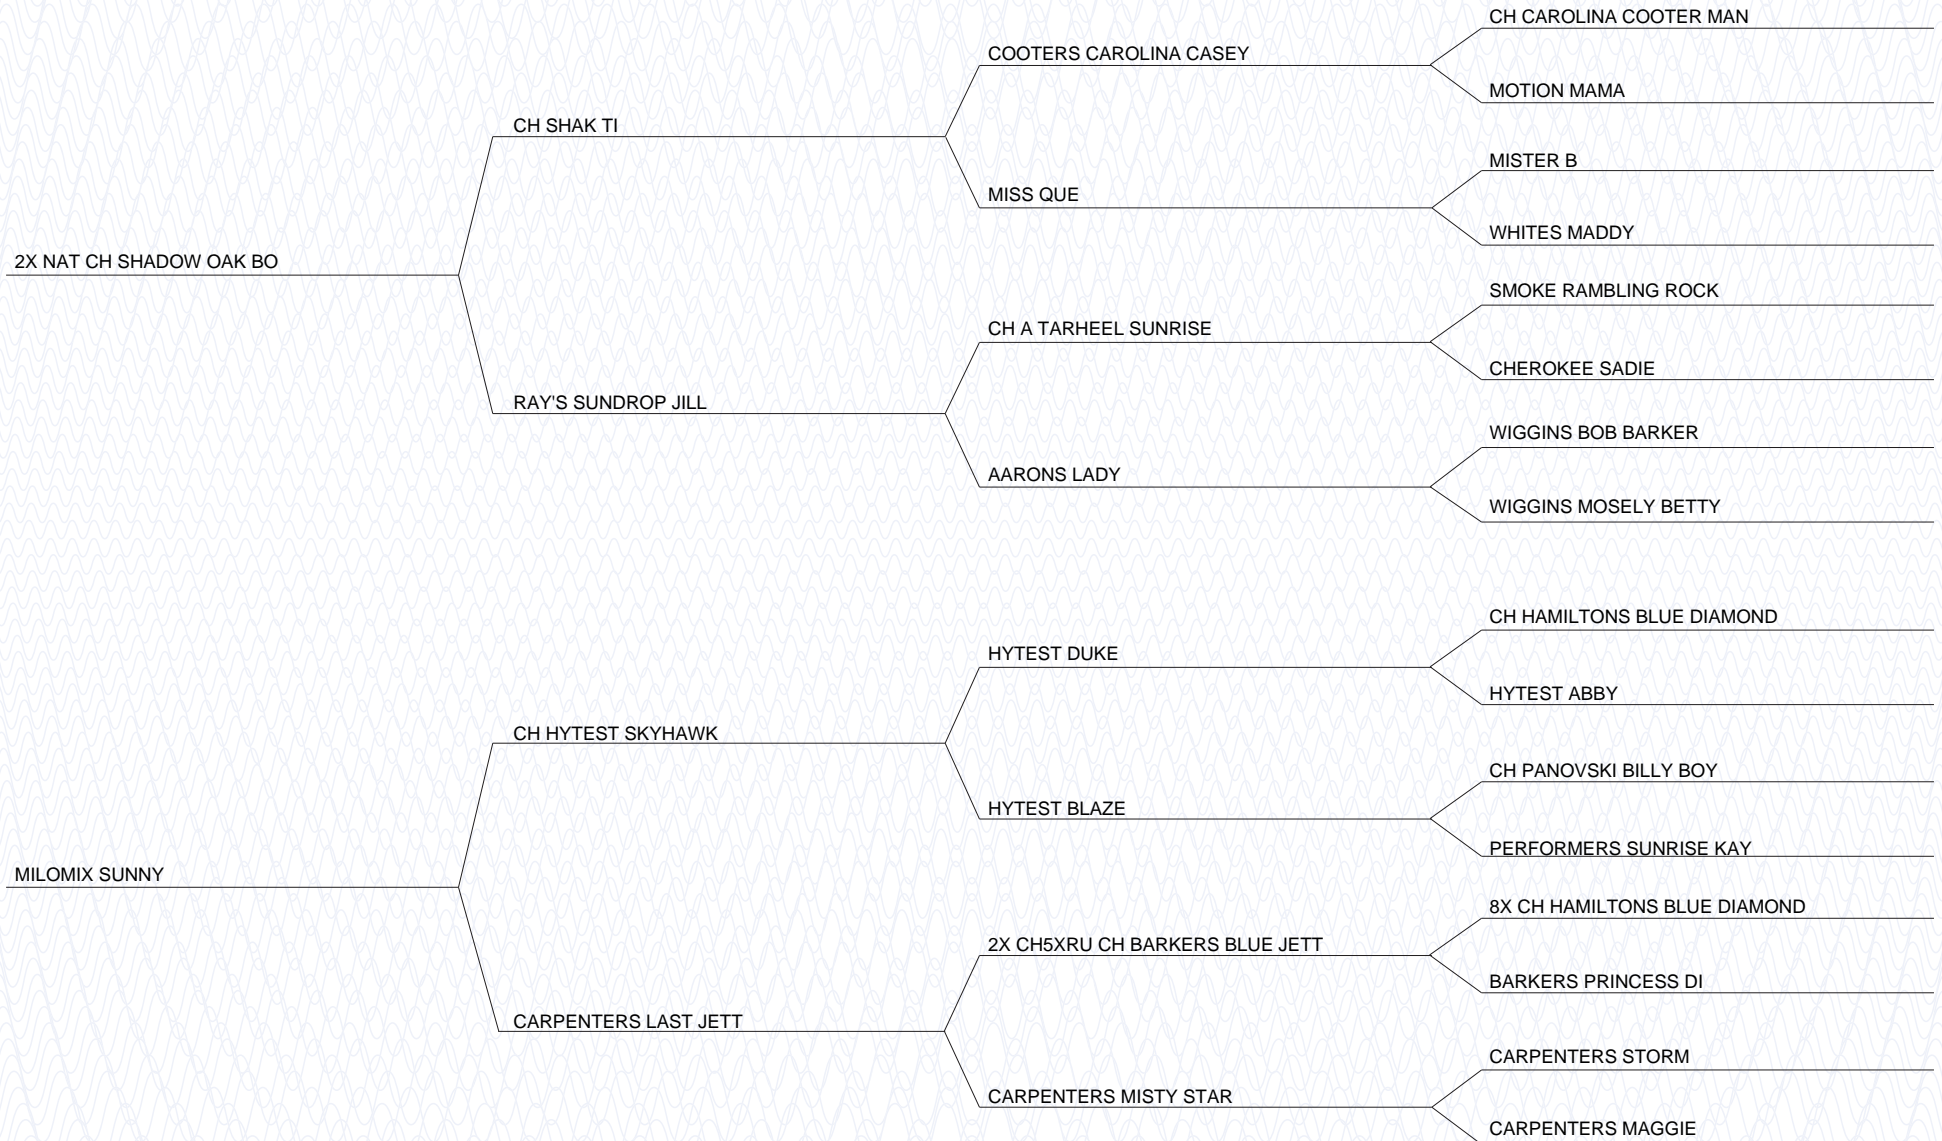 CH CAROLINA COOTER MAN
COOTERS CAROLINA CASEY
MOTION MAMA
CH SHAK TI
MISTER B
MISS QUE
WHITES MADDY
2X NAT CH SHADOW OAK BO
SMOKE RAMBLING ROCK
CH A TARHEEL SUNRISE
CHEROKEE SADIE
RAY'S SUNDROP JILL
WIGGINS BOB BARKER
AARONS LADY
WIGGINS MOSELY BETTY
CH HAMILTONS BLUE DIAMOND
HYTEST DUKE
HYTEST ABBY
CH HYTEST SKYHAWK
CH PANOVSKI BILLY BOY
HYTEST BLAZE
PERFORMERS SUNRISE KAY
MILOMIX SUNNY
8X CH HAMILTONS BLUE DIAMOND
2X CH5XRU CH BARKERS BLUE JETT
BARKERS PRINCESS DI
CARPENTERS LAST JETT
CARPENTERS STORM
CARPENTERS MISTY STAR
CARPENTERS MAGGIE